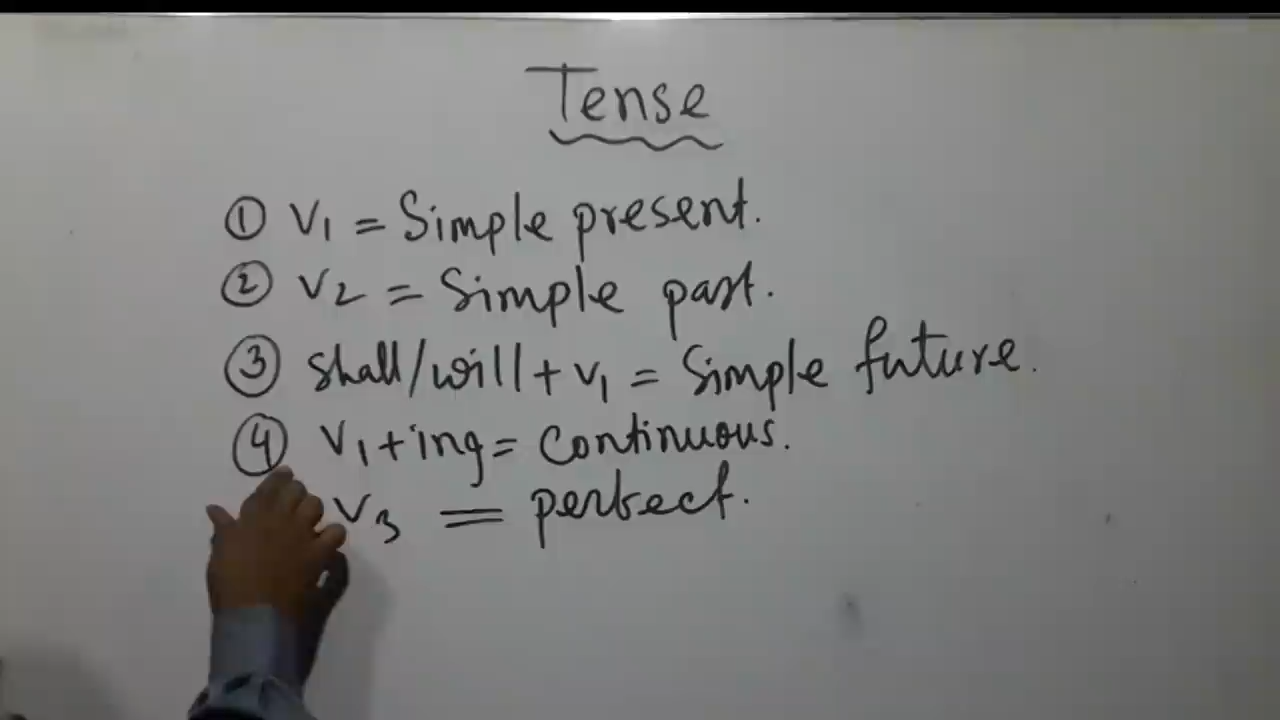 Tense
① V1 = Simple present.
② V2 = Simple past.
③ Shall/will + V1 = Simple future.
④ V1 + ing = Continuous.
V3 = perfect.